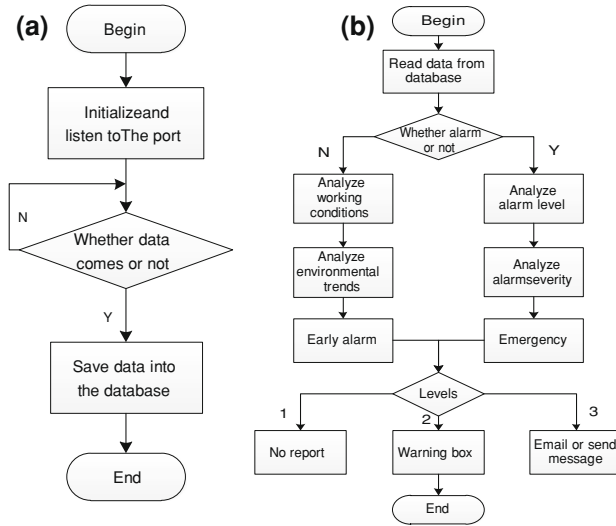 (a)
Begin
Initializeand
listen toThe port
N
Whether data
comes or not
Y
Save data into
the database
End
(b)
Begin
Read data from
database
Whether alarm
or not
N
Y
Analyze
working
conditions
Analyze
alarm level
Analyze
environmental
trends
Analyze
alarmseverity
Early alarm
Emergency
Levels
1
2
3
No report
Warning box
Email or send
message
End